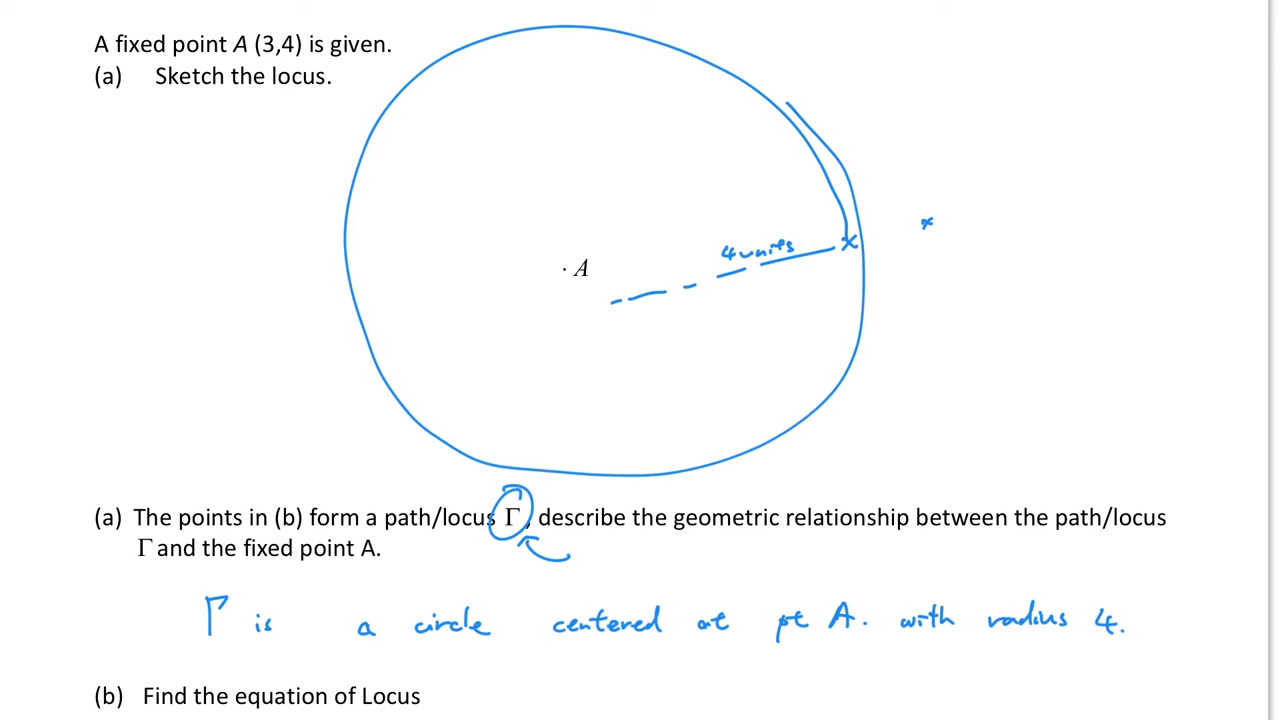 A fixed point A (3,4) is given.
(a) Sketch the locus.
4 units
· A
(a) The points in (b) form a path/locus Γ, describe the geometric relationship between the path/locus
Γ and the fixed point A.
Γ is a circle centered at pt A. with radius 4.
(b) Find the equation of Locus